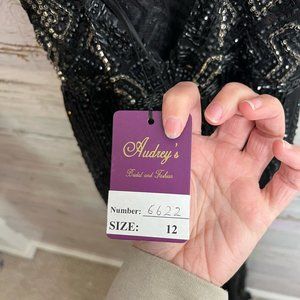 Audrey's
Bridal and Fashion
Number: 6622
SIZE: 12